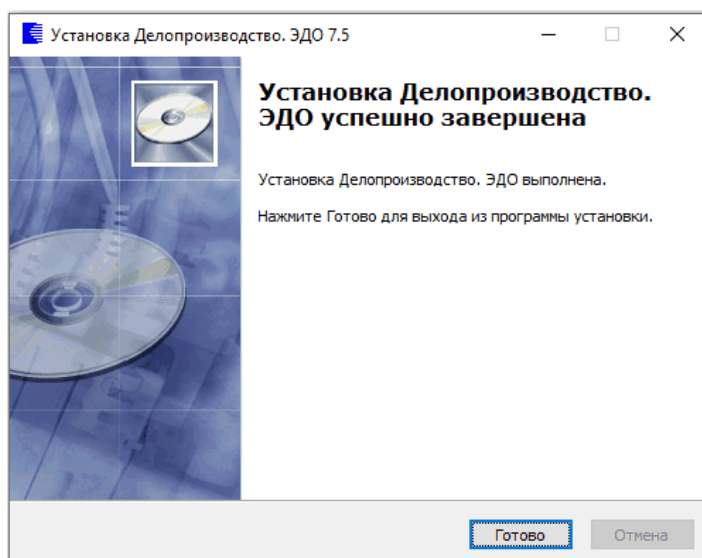 Установка Делопроизводство. ЭДО 7.5
Установка Делопроизводство.
ЭДО успешно завершена
Установка Делопроизводство. ЭДО выполнена.
Нажмите Готово для выхода из программы установки.
Готово
Отмена